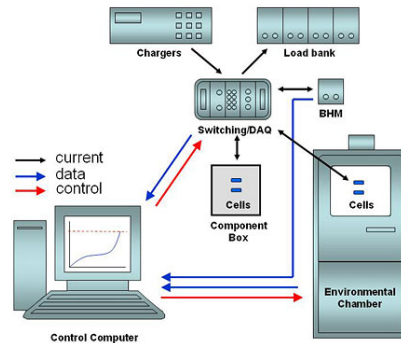 Chargers
Load bank
Switching/DAQ
BHM
current
data
control
Cells
Component
Box
Cells
Environmental
Chamber
Control Computer